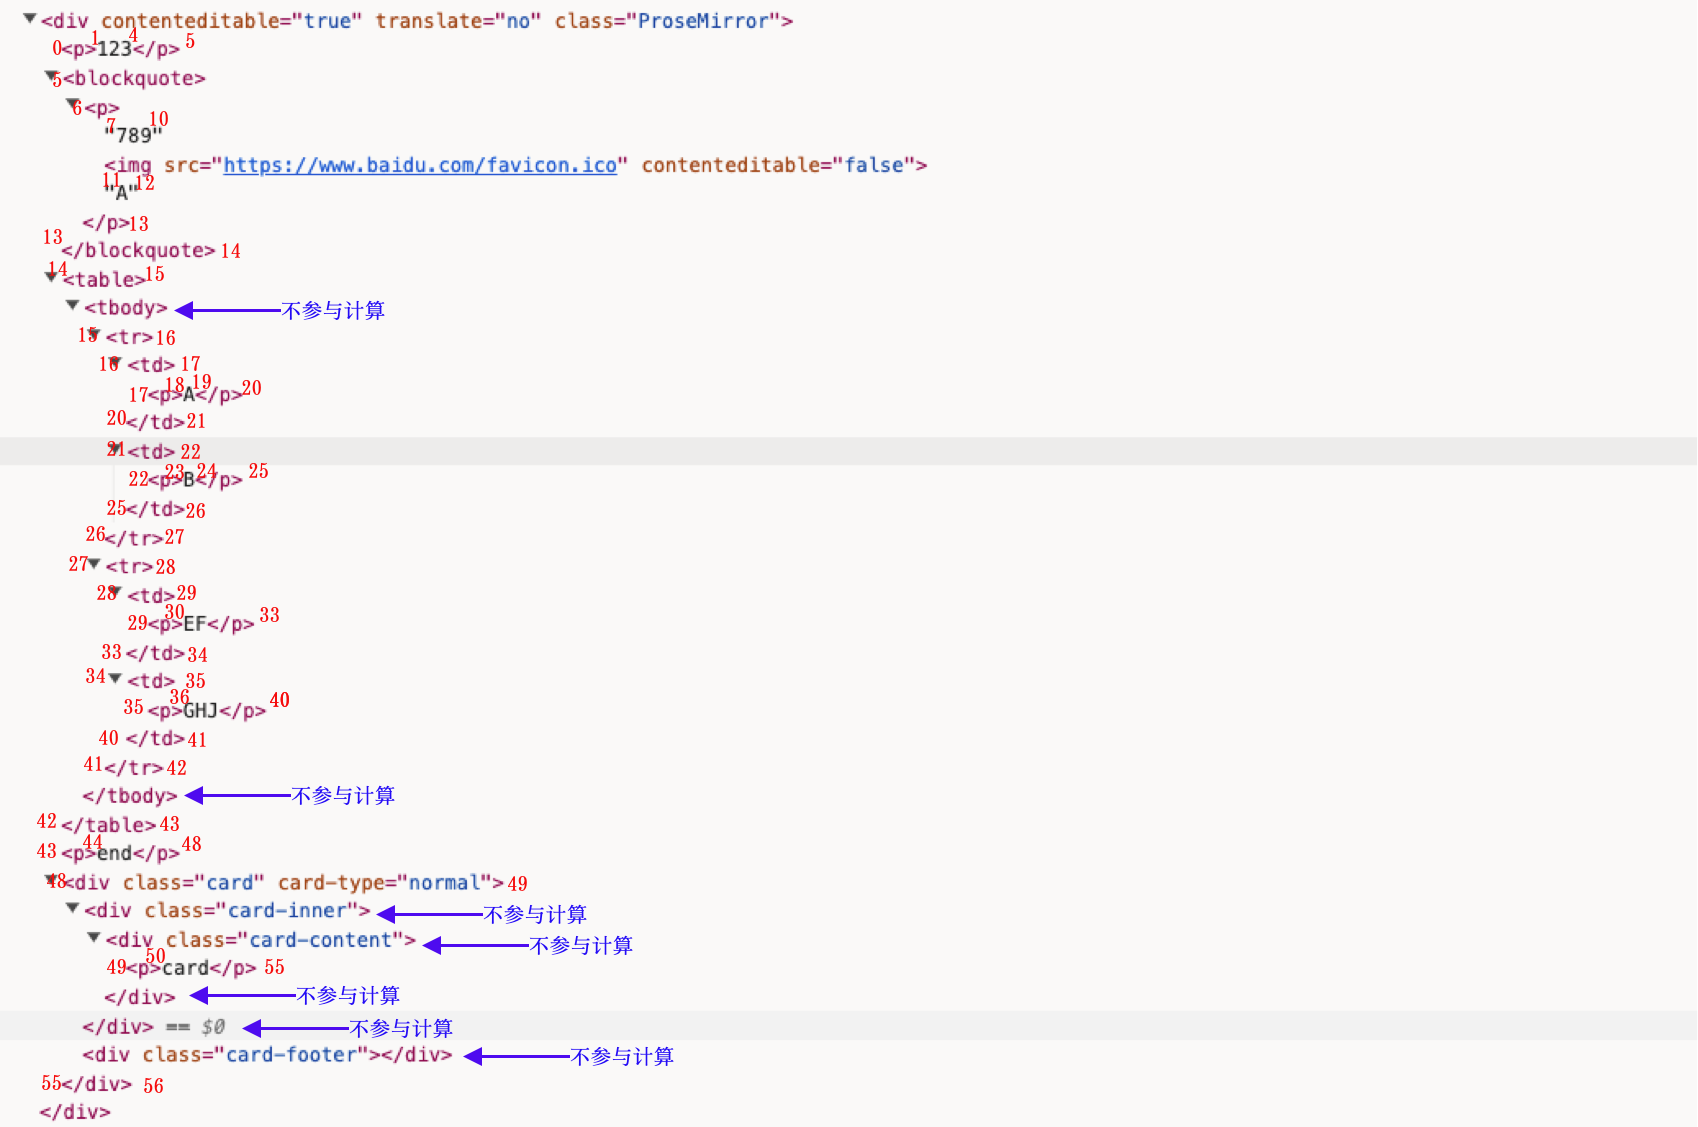 <div contenteditable="true" translate="no" class="ProseMirror">
0<p>1 123 4</p> 5
5<blockquote>
6<p>
7 "789" 10
<img src="https://www.baidu.com/favicon.ico" contenteditable="false">
11 "A" 12
</p>13
13 </blockquote> 14
14 <table>15
<tbody> 不参与计算
15 <tr>16
16 <td> 17
17<p>18 A 19</p>20
20</td>21
21<td> 22
22<p>23 B 24</p> 25
25</td>26
26</tr>27
27<tr>28
28<td>29
29<p>30 EF</p> 33
33 </td>34
34<td> 35
35 <p>36 GHJ</p> 40
40 </td>41
41</tr>42
</tbody> 不参与计算
42 </table>43
43 <p>44 end</p>48
48<div class="card" card-type="normal">49
<div class="card-inner"> 不参与计算
<div class="card-content"> 不参与计算
49<p>50 card</p> 55
</div> 不参与计算
</div> == $0 不参与计算
<div class="card-footer"></div> 不参与计算
55</div> 56
</div>